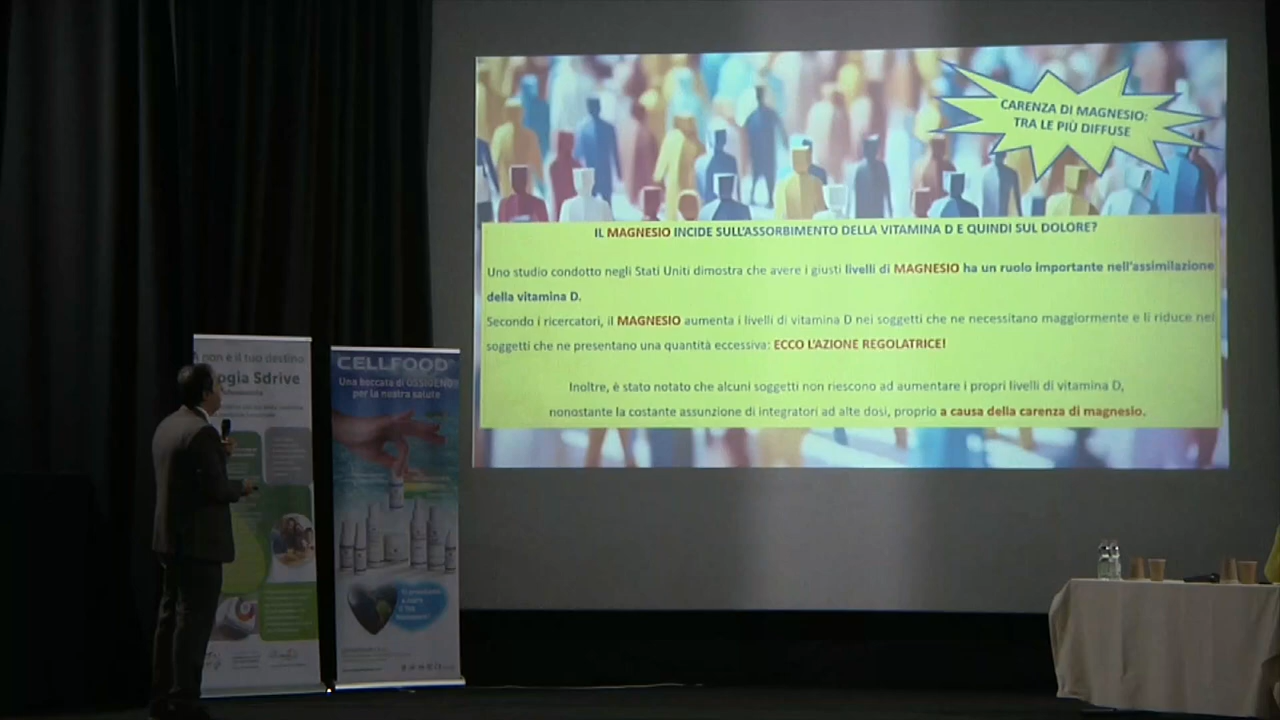 CARENZA DI MAGNESIO:
TRA LE PIÙ DIFFUSE
IL MAGNESIO INCIDE SULL'ASSORBIMENTO DELLA VITAMINA D E QUINDI SUL DOLORE?
Uno studio condotto negli Stati Uniti dimostra che avere i giusti livelli di MAGNESIO ha un ruolo importante nell'assimilazione
della vitamina D.
Secondo i ricercatori, il MAGNESIO aumenta i livelli di vitamina D nei soggetti che ne necessitano maggiormente e li riduce nei
soggetti che ne presentano una quantità eccessiva: ECCO L'AZIONE REGOLATRICE!
Inoltre, è stato notato che alcuni soggetti non riescono ad aumentare i propri livelli di vitamina D,
nonostante la costante assunzione di integratori ad alte dosi, proprio a causa della carenza di magnesio.
non è il tuo destino
ogia Sdrive
CELLFOOD
Una boccata di OSSIGENO
per la nostra salute